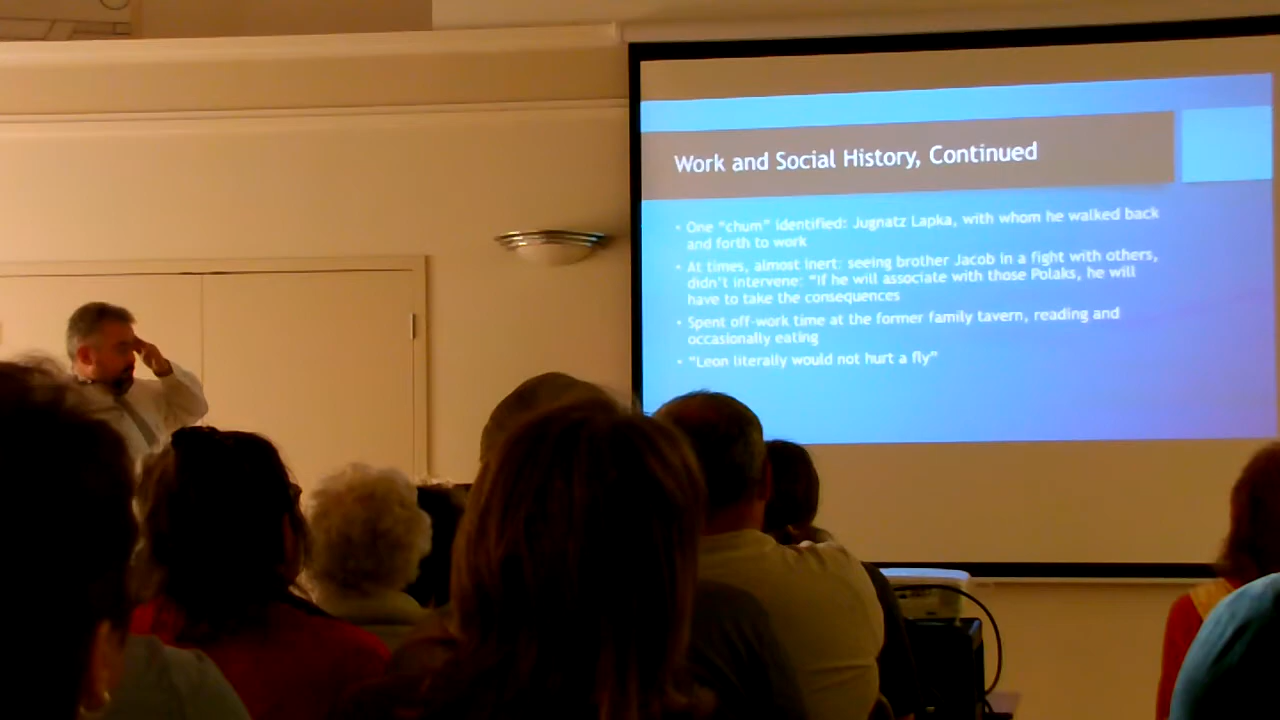 Work and Social History, Continued
• One “chum” identified: Jugnatz Lapka, with whom he walked back
and forth to work
• At times, almost inert: seeing brother Jacob in a fight with others,
didn’t intervene: “if he will associate with those Polaks, he will
have to take the consequences
• Spent off-work time at the former family tavern, reading and
occasionally eating
• “Leon literally would not hurt a fly”